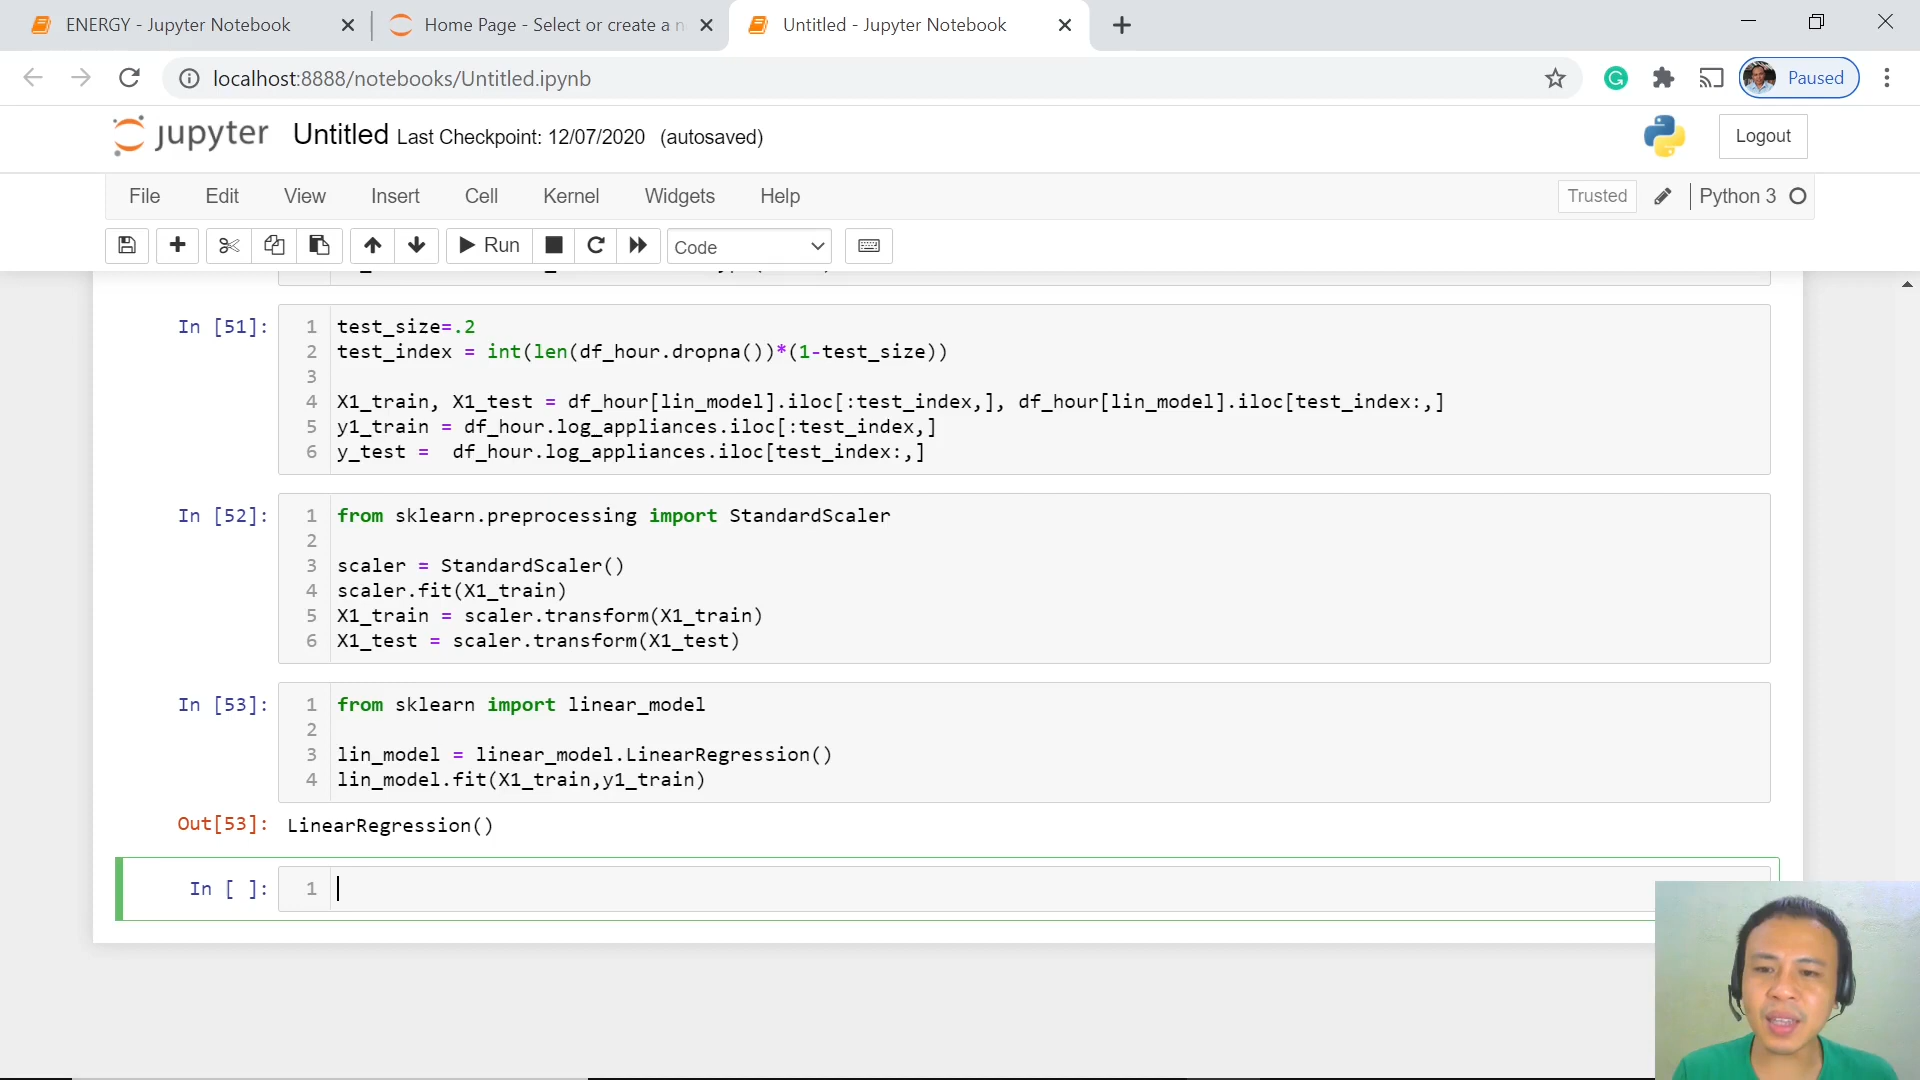 ENERGY - Jupyter Notebook
Home Page - Select or create a n
Untitled - Jupyter Notebook
localhost:8888/notebooks/Untitled.ipynb
Paused
jupyter Untitled Last Checkpoint: 12/07/2020 (autosaved)
Logout
File Edit View Insert Cell Kernel Widgets Help
Trusted
Python 3
Run
Code
In [51]:
1 test_size=.2
2 test_index = int(len(df_hour.dropna())*(1-test_size))
3
4 X1_train, X1_test = df_hour[lin_model].iloc[:test_index,], df_hour[lin_model].iloc[test_index:,]
5 y1_train = df_hour.log_appliances.iloc[:test_index,]
6 y_test =  df_hour.log_appliances.iloc[test_index:,]
In [52]:
1 from sklearn.preprocessing import StandardScaler
2
3 scaler = StandardScaler()
4 scaler.fit(X1_train)
5 X1_train = scaler.transform(X1_train)
6 X1_test = scaler.transform(X1_test)
In [53]:
1 from sklearn import linear_model
2
3 lin_model = linear_model.LinearRegression()
4 lin_model.fit(X1_train,y1_train)
Out[53]: LinearRegression()
In [ ]:
1